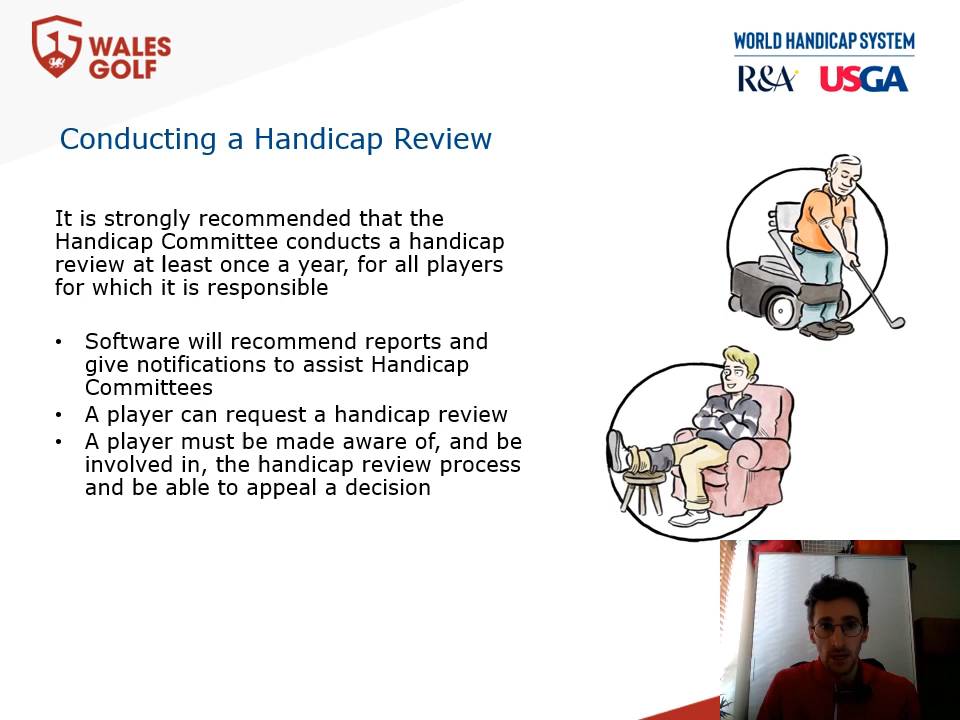 WALES
GOLF
WORLD HANDICAP SYSTEM
R&A USGA
Conducting a Handicap Review
It is strongly recommended that the
Handicap Committee conducts a handicap
review at least once a year, for all players
for which it is responsible
• Software will recommend reports and
give notifications to assist Handicap
Committees
• A player can request a handicap review
• A player must be made aware of, and be
involved in, the handicap review process
and be able to appeal a decision